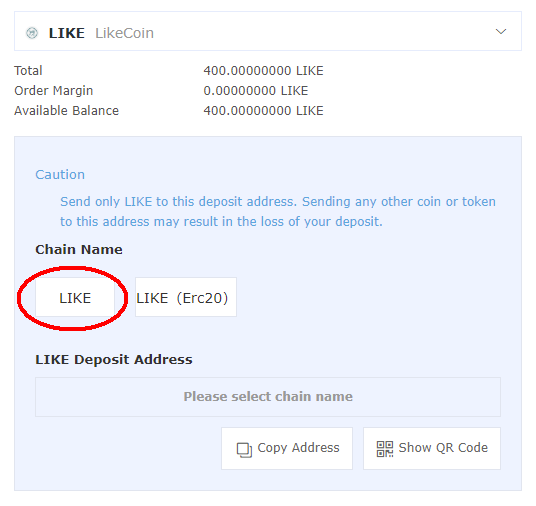 LIKE LikeCoin
Total 400.00000000 LIKE
Order Margin 0.00000000 LIKE
Available Balance 400.00000000 LIKE
Caution
Send only LIKE to this deposit address. Sending any other coin or token
to this address may result in the loss of your deposit.
Chain Name
LIKE LIKE (Erc20)
LIKE Deposit Address
Please select chain name
Copy Address Show QR Code